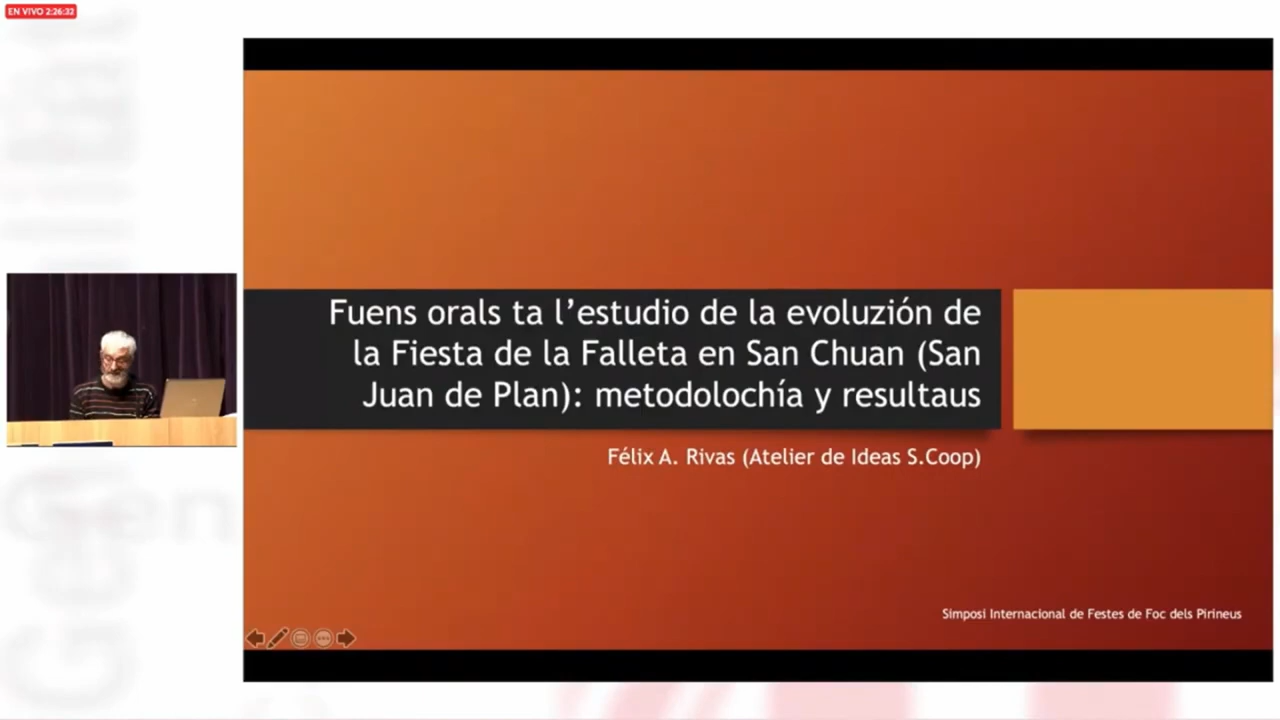 EN VIVO 2:26:32
Fuens orals ta l’estudio de la evoluzión de
la Fiesta de la Falleta en San Chuan (San
Juan de Plan): metodolochía y resultaus
Félix A. Rivas (Atelier de Ideas S.Coop)
Simposi Internacional de Festes de Foc dels Pirineus